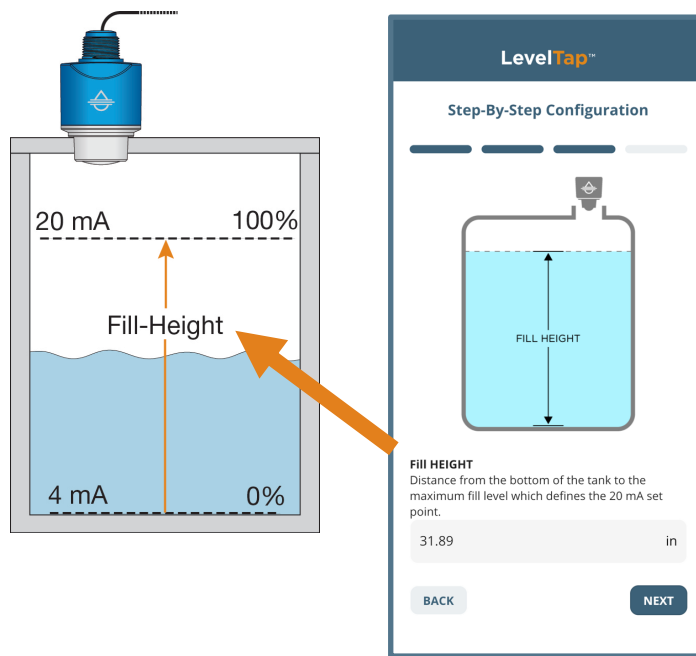 20 mA 100%
Fill-Height
4 mA 0%
LevelTap™
Step-By-Step Configuration
FILL HEIGHT
Fill HEIGHT
Distance from the bottom of the tank to the
maximum fill level which defines the 20 mA set
point.
31.89 in
BACK NEXT